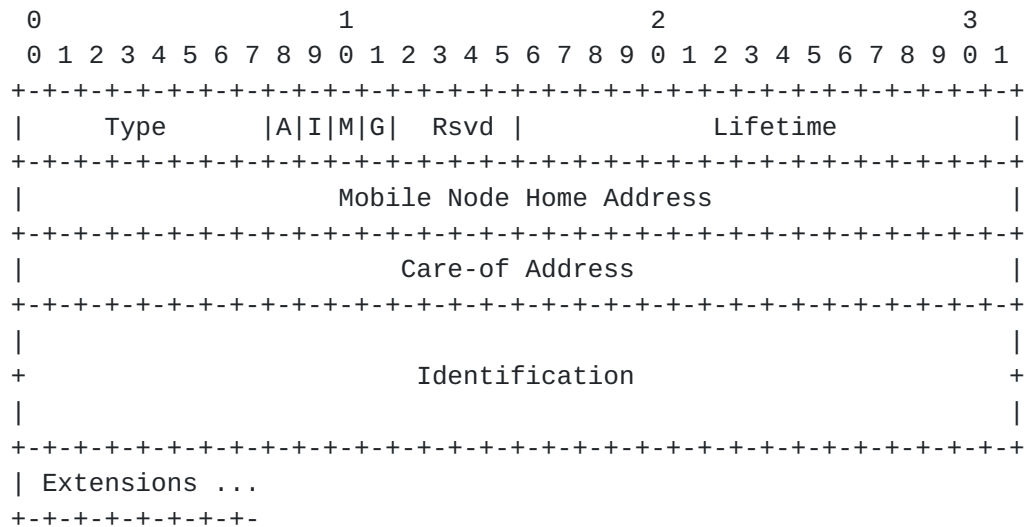 0                   1                   2                   3
 0 1 2 3 4 5 6 7 8 9 0 1 2 3 4 5 6 7 8 9 0 1 2 3 4 5 6 7 8 9 0 1
+-+-+-+-+-+-+-+-+-+-+-+-+-+-+-+-+-+-+-+-+-+-+-+-+-+-+-+-+-+-+-+-+
|     Type      |A|I|M|G|  Rsvd |            Lifetime           |
+-+-+-+-+-+-+-+-+-+-+-+-+-+-+-+-+-+-+-+-+-+-+-+-+-+-+-+-+-+-+-+-+
|                    Mobile Node Home Address                   |
+-+-+-+-+-+-+-+-+-+-+-+-+-+-+-+-+-+-+-+-+-+-+-+-+-+-+-+-+-+-+-+-+
|                        Care-of Address                        |
+-+-+-+-+-+-+-+-+-+-+-+-+-+-+-+-+-+-+-+-+-+-+-+-+-+-+-+-+-+-+-+-+
|                                                               |
+                         Identification                        +
|                                                               |
+-+-+-+-+-+-+-+-+-+-+-+-+-+-+-+-+-+-+-+-+-+-+-+-+-+-+-+-+-+-+-+-+
| Extensions ...
+-+-+-+-+-+-+-+-